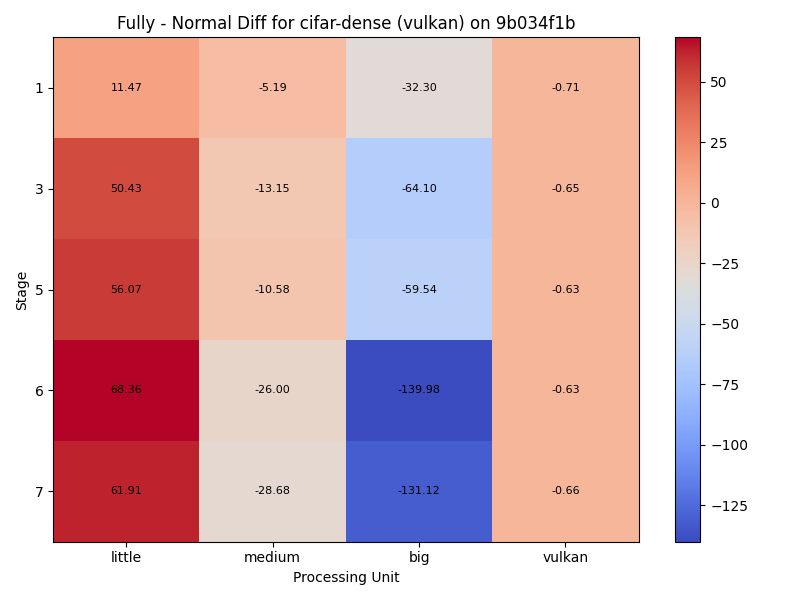 Fully - Normal Diff for cifar-dense (vulkan) on 9b034f1b
Stage
1 11.47 -5.19 -32.30 -0.71
3 50.43 -13.15 -64.10 -0.65
5 56.07 -10.58 -59.54 -0.63
6 68.36 -26.00 -139.98 -0.63
7 61.91 -28.68 -131.12 -0.66
little medium big vulkan
Processing Unit
50
25
0
−25
−50
−75
−100
−125